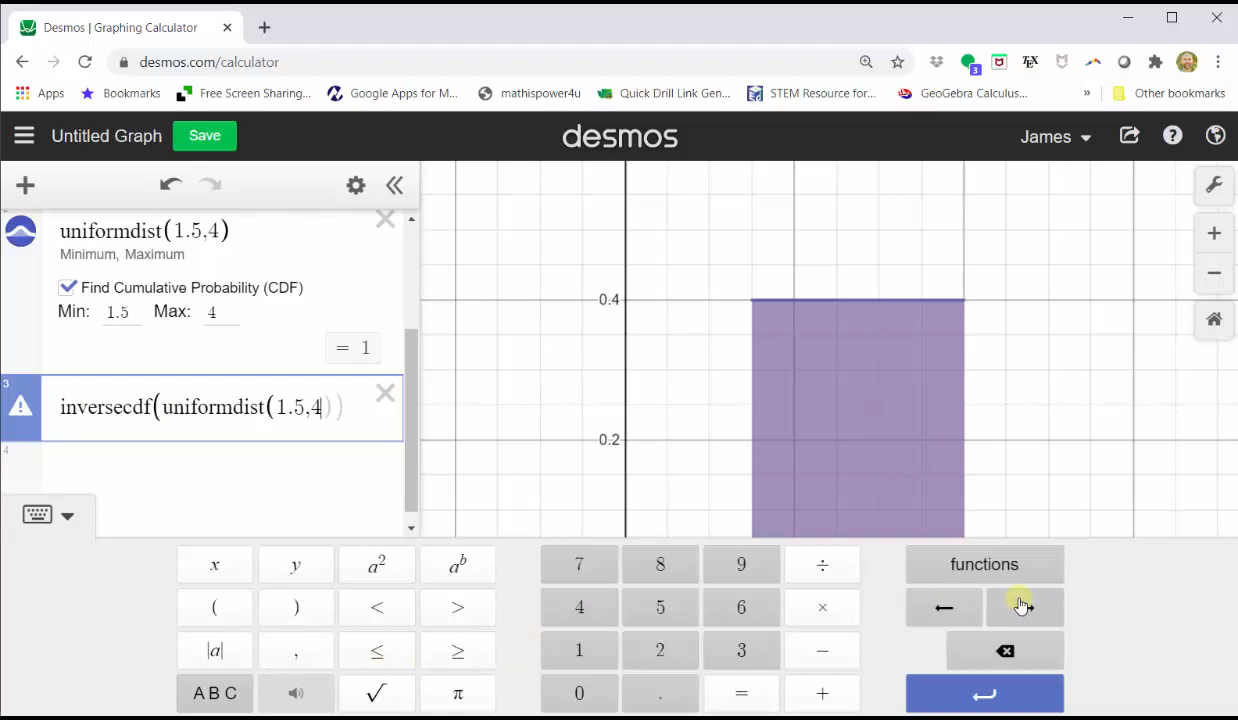 Desmos | Graphing Calculator
desmos.com/calculator
3
TEX
Apps
Bookmarks
Free Screen Sharing...
Google Apps for M...
mathispower4u
Quick Drill Link Gen...
STEM Resource for...
GeoGebra Calculus...
»
Other bookmarks
Untitled Graph
Save
desmos
James
uniformdist(1.5,4)
Minimum, Maximum
Find Cumulative Probability (CDF)
Min: 1.5 Max: 4
= 1
3
inversecdf(uniformdist(1.5,4))
4
0.4
0.2
x y a² aᵇ 7 8 9 ÷ functions
( ) < > 4 5 6 × ← →
|a| , ≤ ≥ 1 2 3 −
A B C √ π 0 . = +